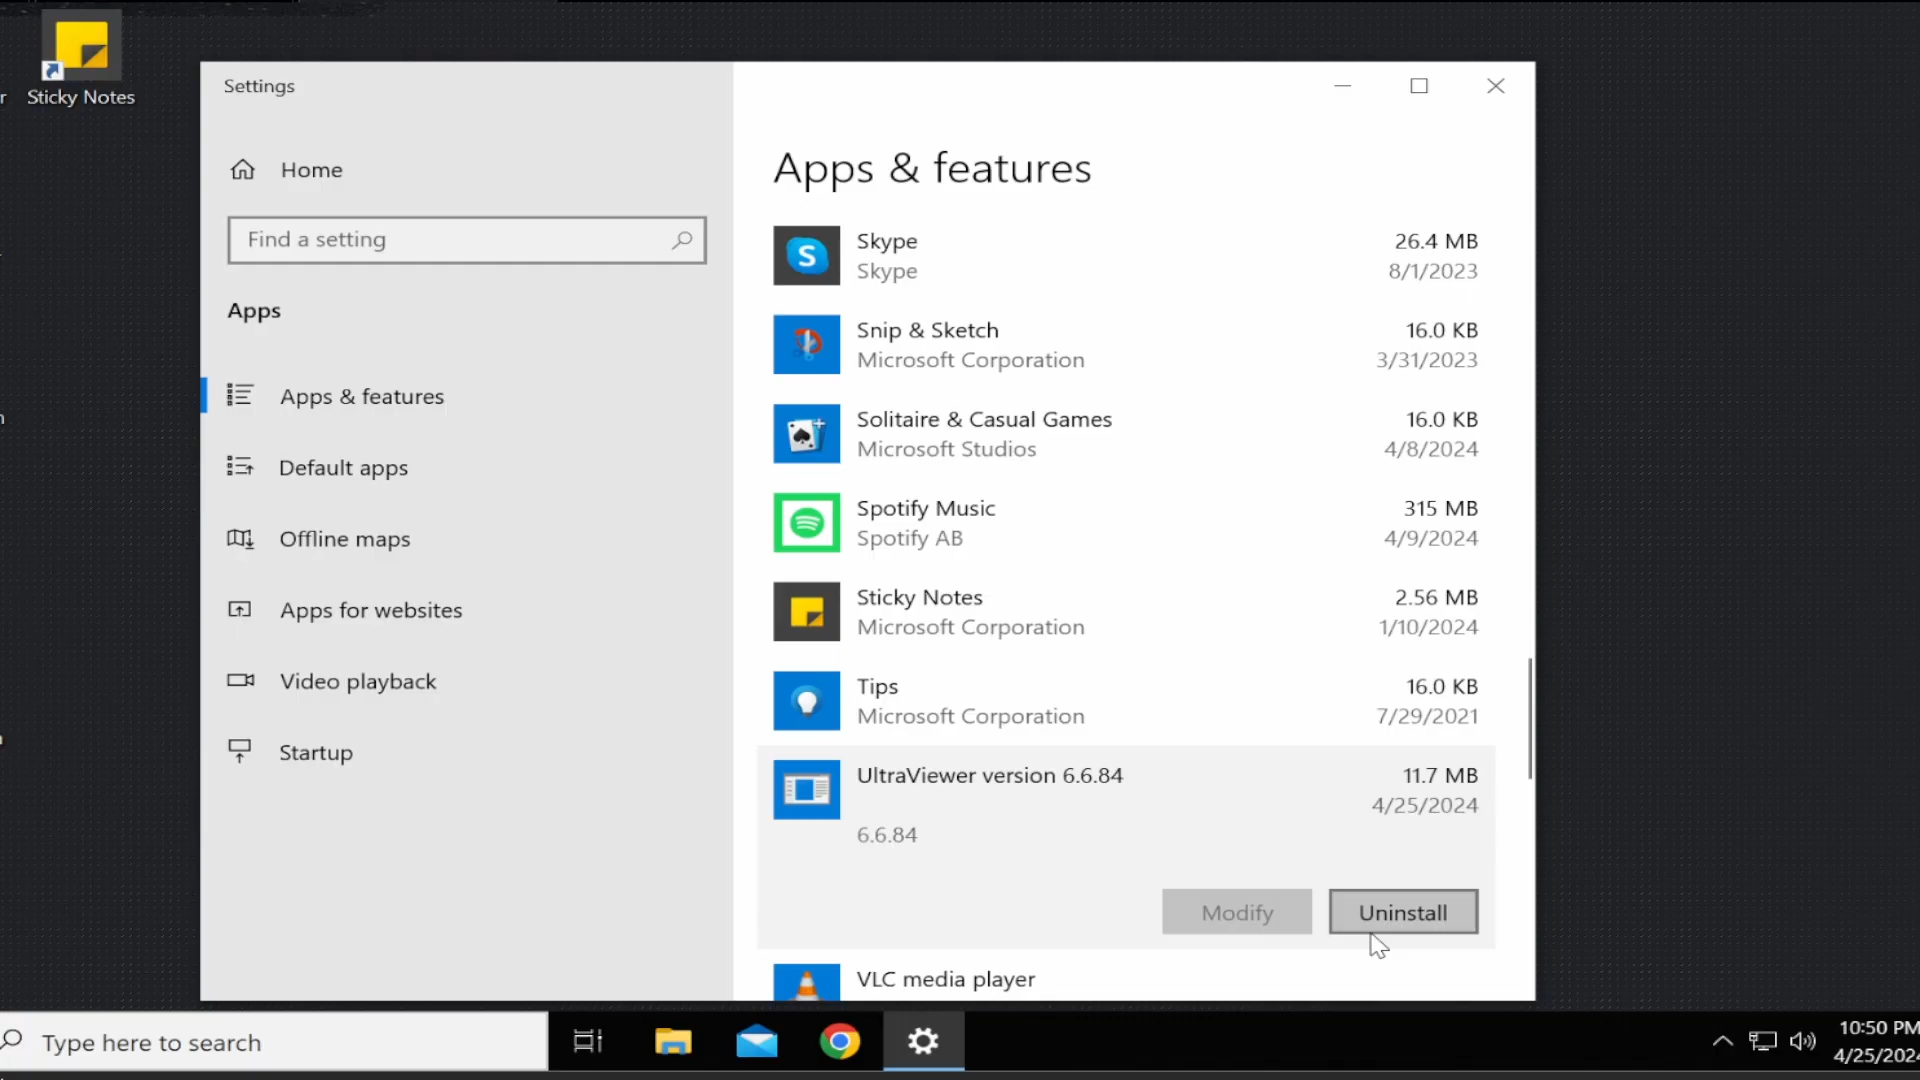 Sticky Notes
Settings
Home
Find a setting
Apps
Apps & features
Default apps
Offline maps
Apps for websites
Video playback
Startup
Apps & features
Skype
26.4 MB
Skype
8/1/2023
Snip & Sketch
16.0 KB
Microsoft Corporation
3/31/2023
Solitaire & Casual Games
16.0 KB
Microsoft Studios
4/8/2024
Spotify Music
315 MB
Spotify AB
4/9/2024
Sticky Notes
2.56 MB
Microsoft Corporation
1/10/2024
Tips
16.0 KB
Microsoft Corporation
7/29/2021
UltraViewer version 6.6.84
11.7 MB
4/25/2024
6.6.84
Modify
Uninstall
VLC media player
Type here to search
10:50 PM
4/25/2024